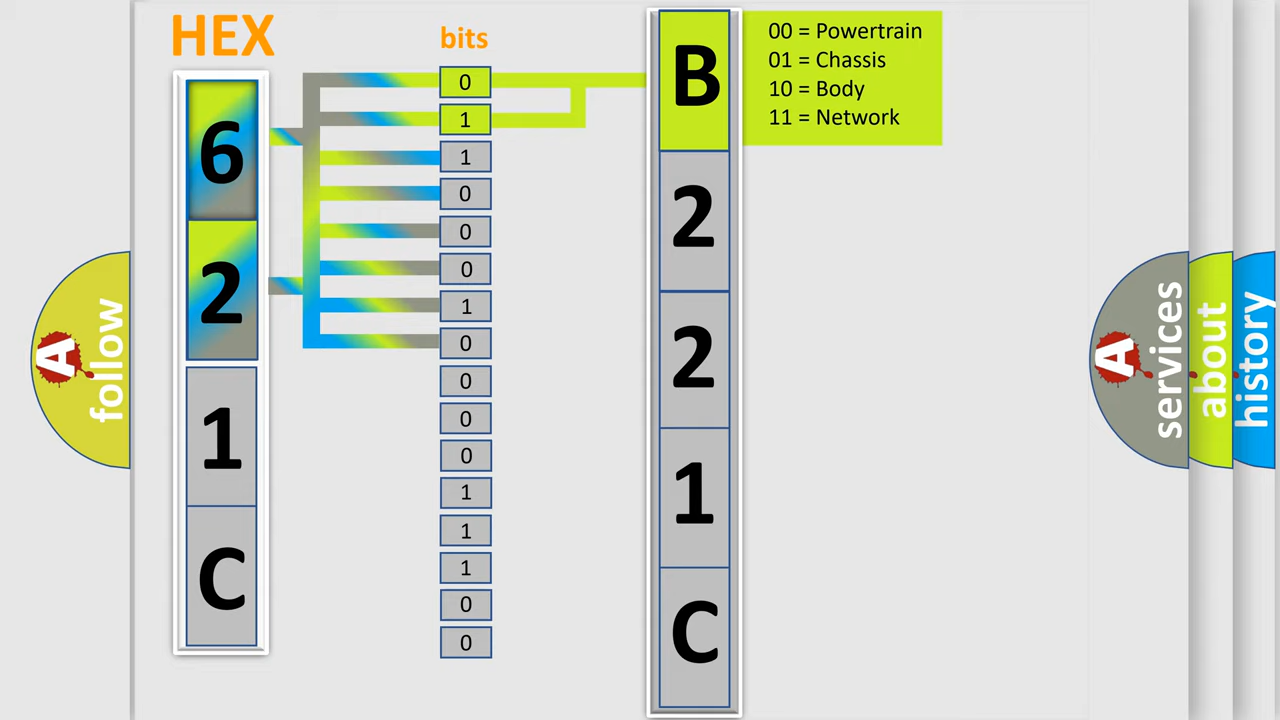 HEX
bits
6
2
1
C
0
1
1
0
0
0
1
0
0
0
0
1
1
1
0
0
B
2
2
1
C
00 = Powertrain
01 = Chassis
10 = Body
11 = Network
A
follow
A
services
about
history